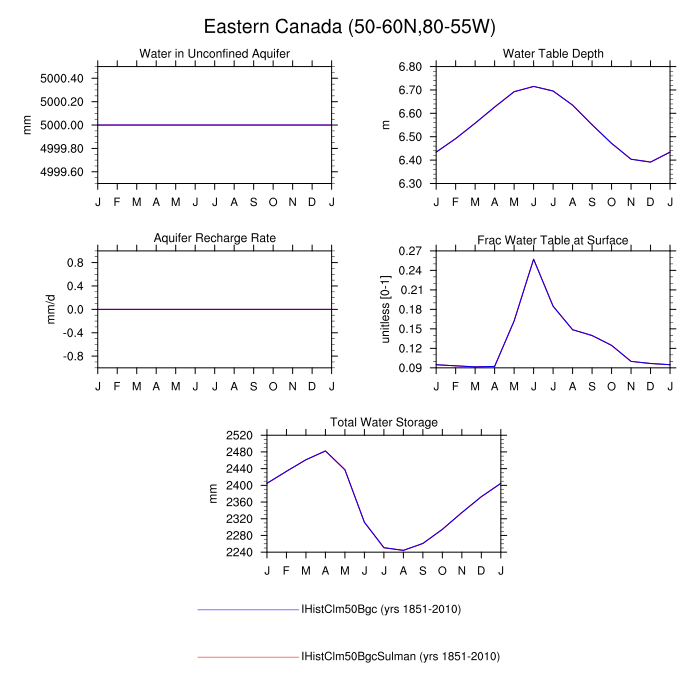 Eastern Canada (50-60N,80-55W)
Water in Unconfined Aquifer
mm
5000.40
5000.20
5000.00
4999.80
4999.60
J F M A M J J A S O N D J
Water Table Depth
m
6.80
6.70
6.60
6.50
6.40
6.30
J F M A M J J A S O N D J
Aquifer Recharge Rate
mm/d
0.8
0.4
0.0
-0.4
-0.8
J F M A M J J A S O N D J
Frac Water Table at Surface
unitless [0-1]
0.27
0.24
0.21
0.18
0.15
0.12
0.09
J F M A M J J A S O N D J
Total Water Storage
mm
2520
2480
2440
2400
2360
2320
2280
2240
J F M A M J J A S O N D J
IHistClm50Bgc (yrs 1851-2010)
IHistClm50BgcSulman (yrs 1851-2010)